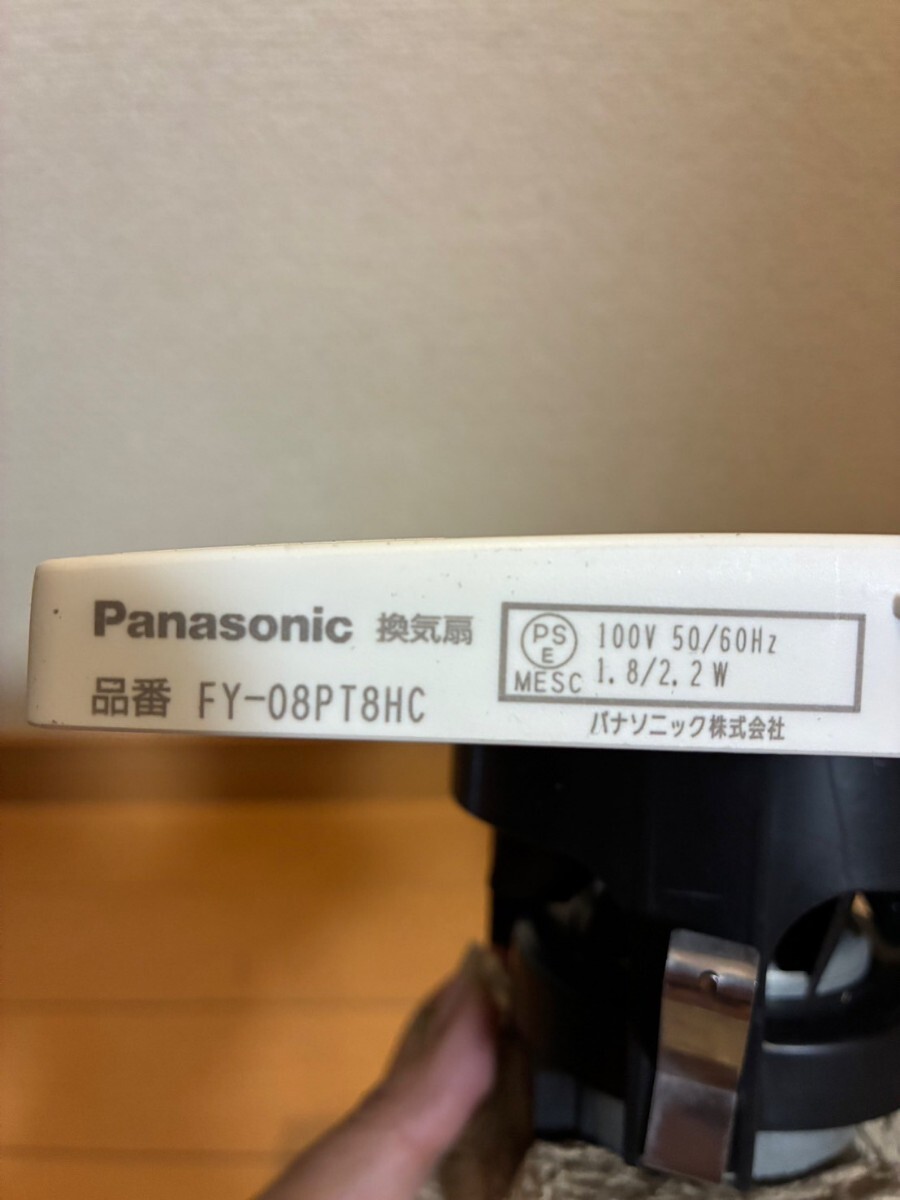 Panasonic 換気扇
品番 FY-08PT8HC
PS
E
MESC
100V 50/60Hz
1.8/2.2W
パナソニック株式会社